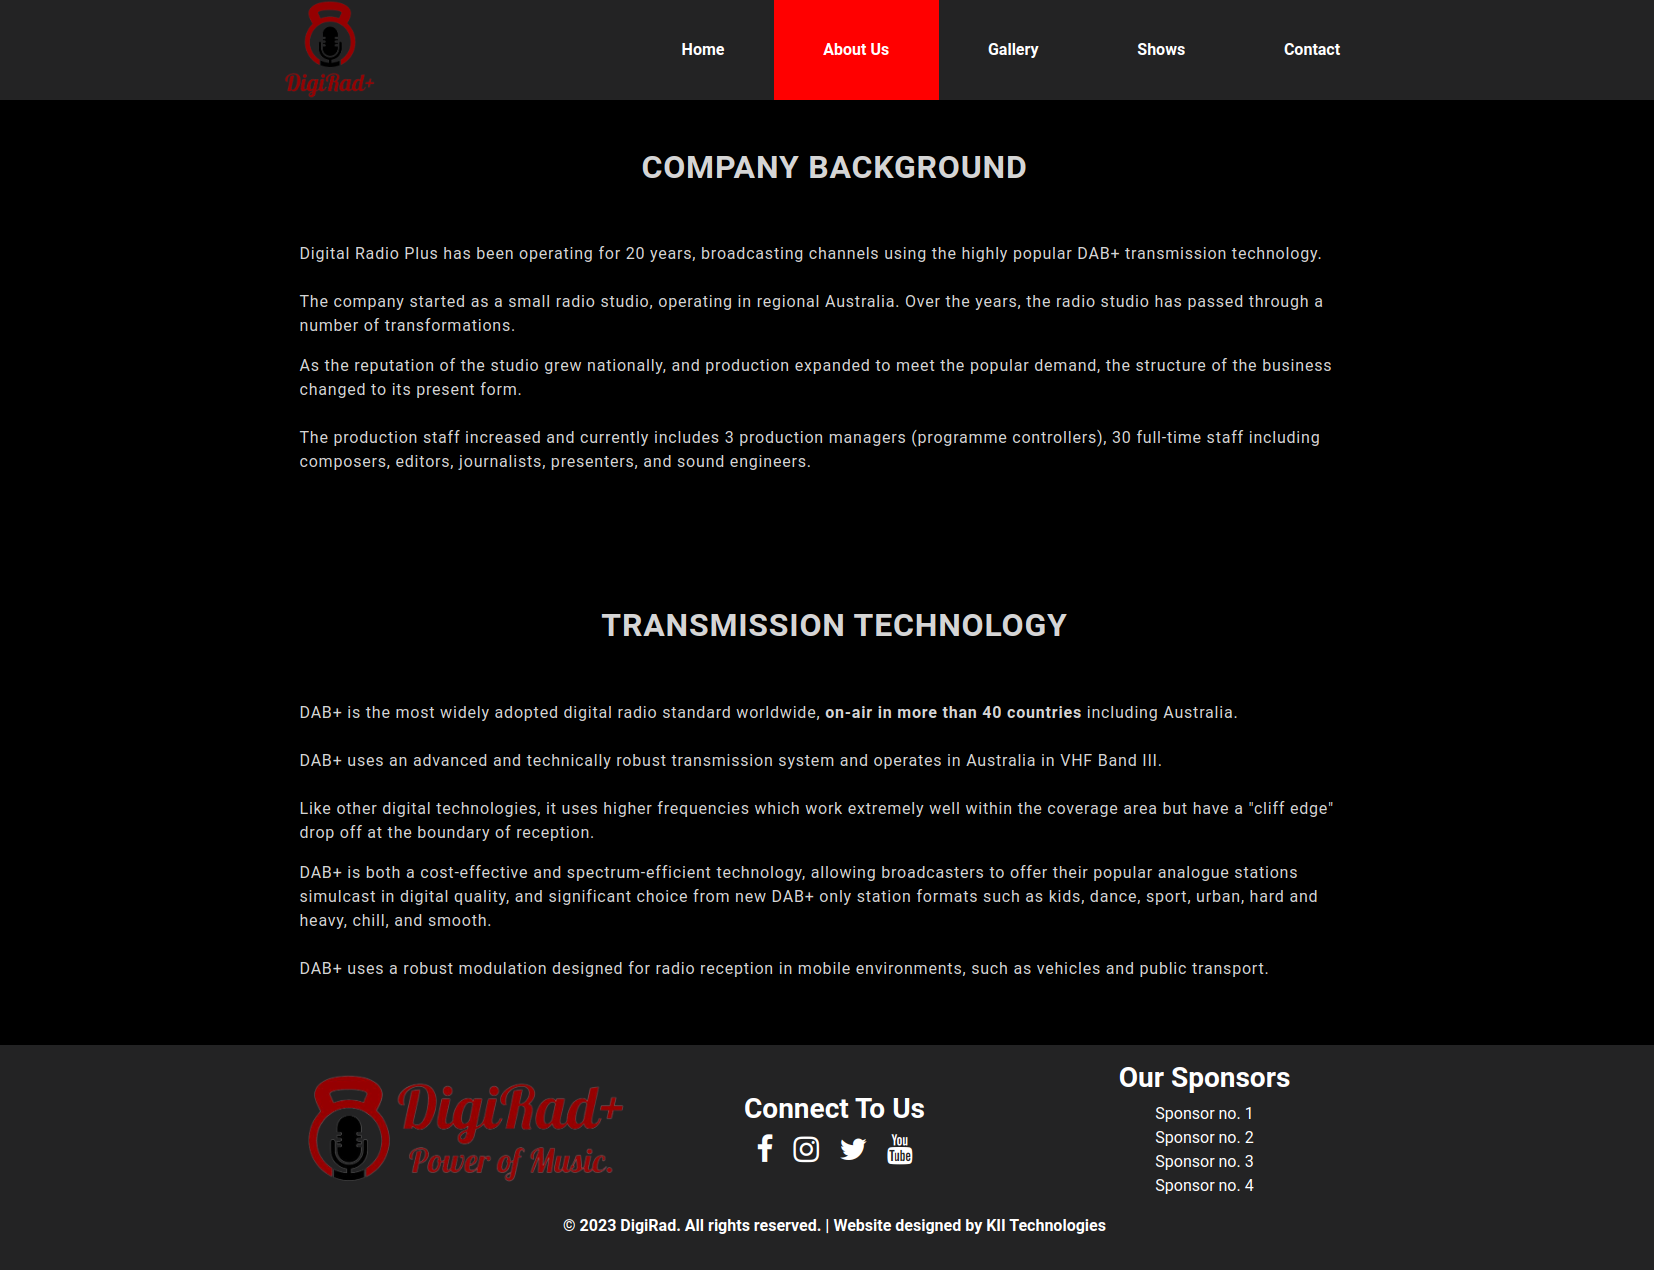 DigiRad+
Home
About Us
Gallery
Shows
Contact
COMPANY BACKGROUND
Digital Radio Plus has been operating for 20 years, broadcasting channels using the highly popular DAB+ transmission technology.
The company started as a small radio studio, operating in regional Australia. Over the years, the radio studio has passed through a
number of transformations.
As the reputation of the studio grew nationally, and production expanded to meet the popular demand, the structure of the business
changed to its present form.
The production staff increased and currently includes 3 production managers (programme controllers), 30 full-time staff including
composers, editors, journalists, presenters, and sound engineers.
TRANSMISSION TECHNOLOGY
DAB+ is the most widely adopted digital radio standard worldwide, on-air in more than 40 countries including Australia.
DAB+ uses an advanced and technically robust transmission system and operates in Australia in VHF Band III.
Like other digital technologies, it uses higher frequencies which work extremely well within the coverage area but have a "cliff edge"
drop off at the boundary of reception.
DAB+ is both a cost-effective and spectrum-efficient technology, allowing broadcasters to offer their popular analogue stations
simulcast in digital quality, and significant choice from new DAB+ only station formats such as kids, dance, sport, urban, hard and
heavy, chill, and smooth.
DAB+ uses a robust modulation designed for radio reception in mobile environments, such as vehicles and public transport.
DigiRad+
Power of Music.
Connect To Us
You
Tube
Our Sponsors
Sponsor no. 1
Sponsor no. 2
Sponsor no. 3
Sponsor no. 4
© 2023 DigiRad. All rights reserved. | Website designed by KII Technologies